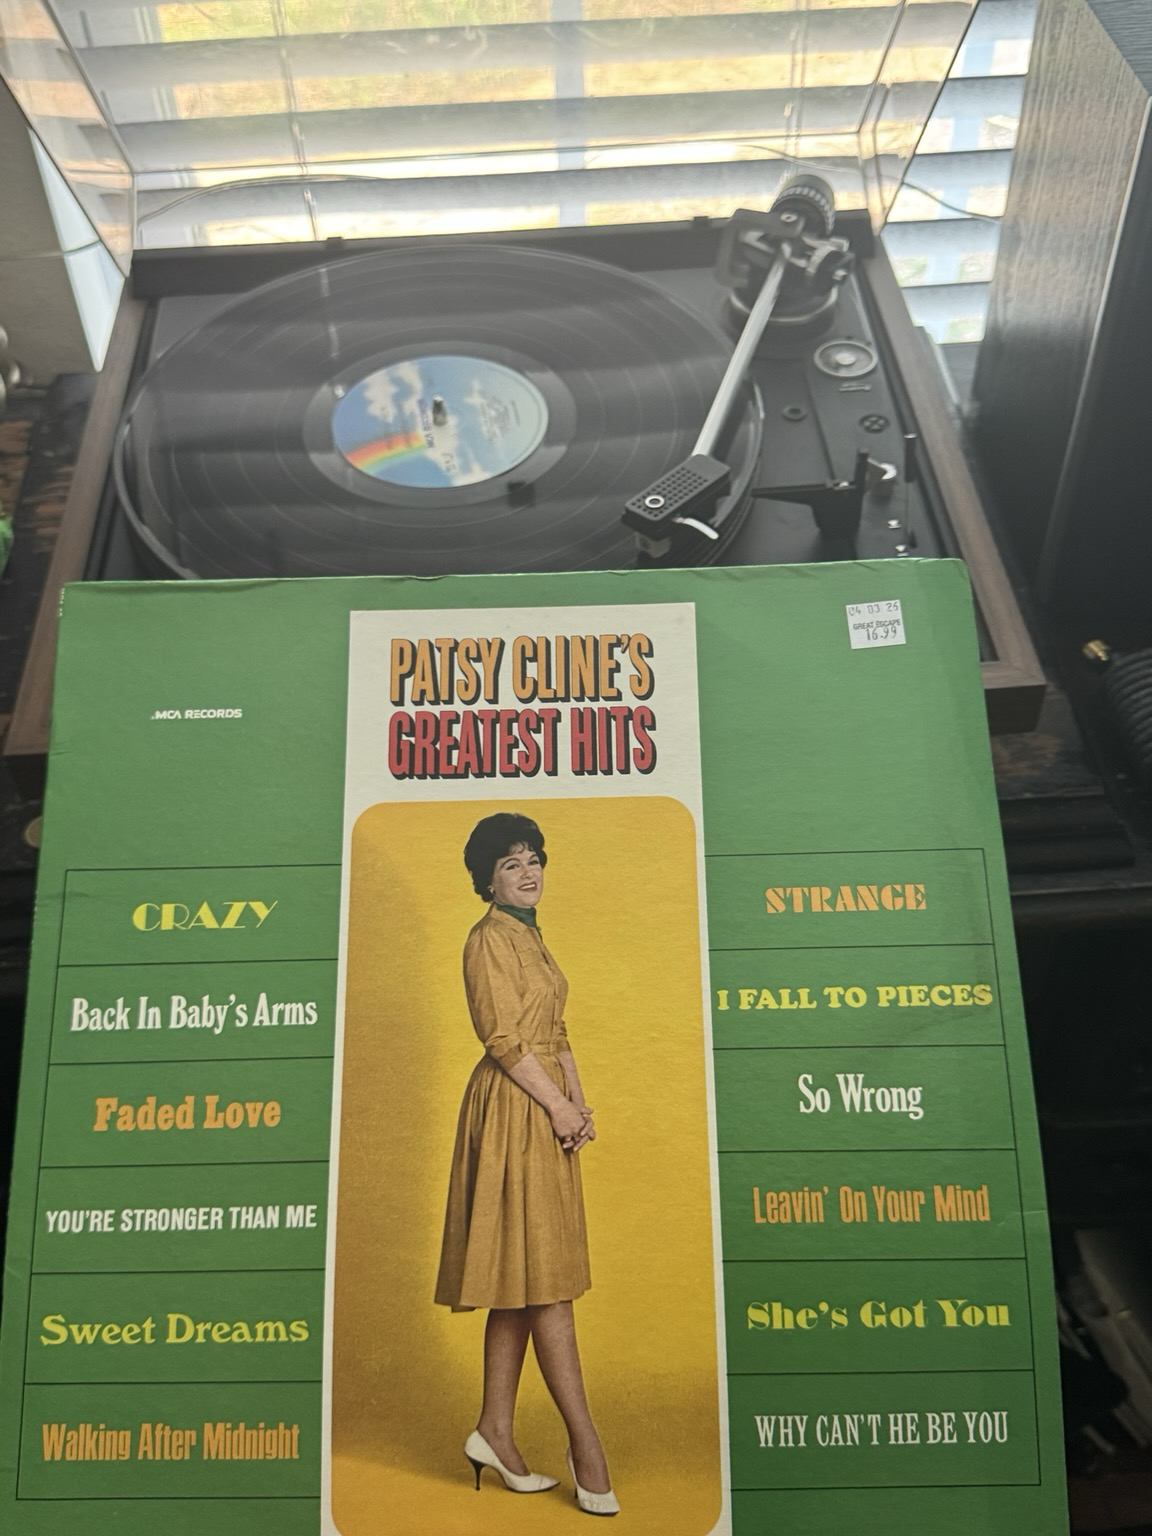 MCA RECORDS
04 03 26
GREAT ESCAPE
16.99
PATSY CLINE'S
GREATEST HITS
CRAZY
Back In Baby's Arms
Faded Love
YOU'RE STRONGER THAN ME
Sweet Dreams
Walking After Midnight
STRANGE
I FALL TO PIECES
So Wrong
Leavin' On Your Mind
She's Got You
WHY CAN'T HE BE YOU